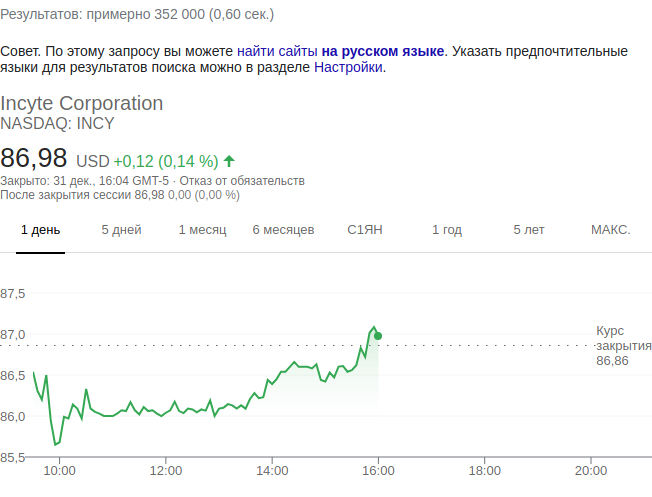 Результатов: примерно 352 000 (0,60 сек.)
Совет. По этому запросу вы можете найти сайты на русском языке. Указать предпочтительные
языки для результатов поиска можно в разделе Настройки.
Incyte Corporation
NASDAQ: INCY
86,98 USD +0,12 (0,14 %)
Закрыто: 31 дек., 16:04 GMT-5 · Отказ от обязательств
После закрытия сессии 86,98 0,00 (0,00 %)
1 день 5 дней 1 месяц 6 месяцев С1ЯН 1 год 5 лет МАКС.
87,5
87,0
Курс
закрытия
86,86
86,5
86,0
85,5
10:00 12:00 14:00 16:00 18:00 20:00